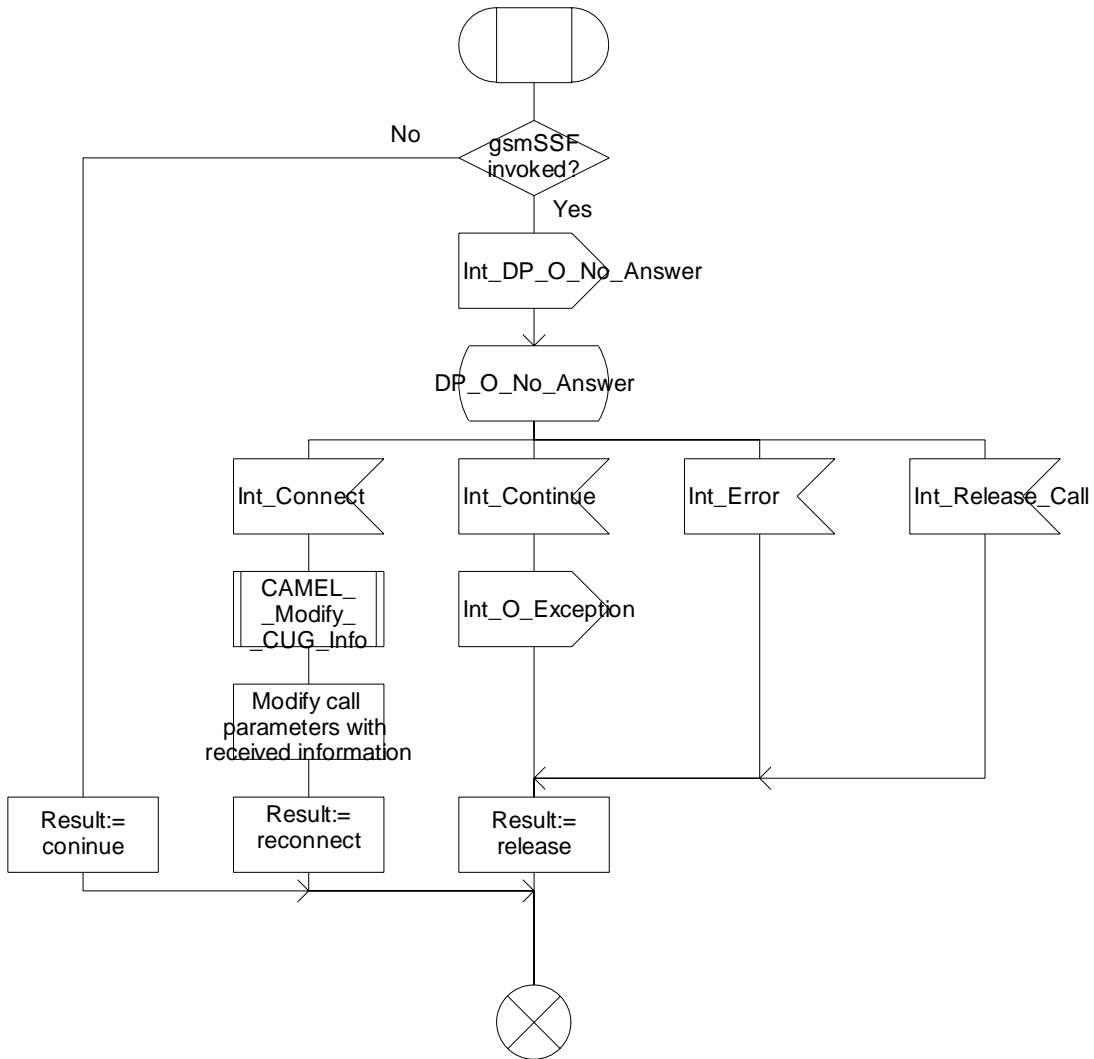 No
gsmSSF
invoked?
Yes
Int_DP_O_No_Answer
DP_O_No_Answer
Int_Connect
Int_Continue
Int_Error
Int_Release_Call
CAMEL_
_Modify_
_CUG_Info
Int_O_Exception
Modify call
parameters with
received information
Result:=
coninue
Result:=
reconnect
Result:=
release